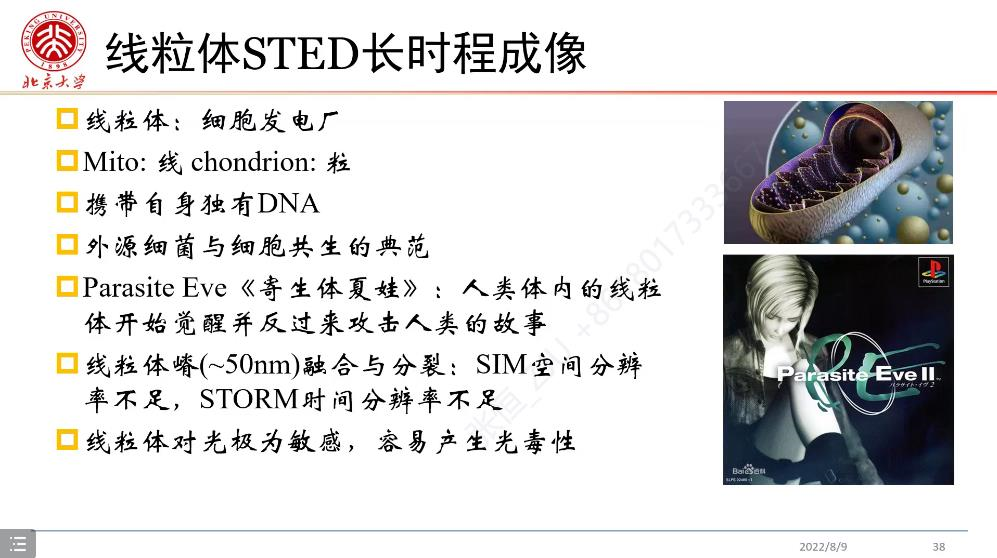 PEKING UNIVERSITY
1898
北京大学
线粒体STED长时程成像
线粒体：细胞发电厂
Mito: 线 chondrion: 粒
携带自身独有DNA
外源细菌与细胞共生的典范
Parasite Eve《寄生体夏娃》：人类体内的线粒
体开始觉醒并反过来攻击人类的故事
线粒体嵴(~50nm)融合与分裂：SIM空间分辨
率不足，STORM时间分辨率不足
线粒体对光极为敏感，容易产生光毒性
PlayStation
Parasite Eve II
パラサイト・イヴ 2
Baidu百科
2022/8/9
38